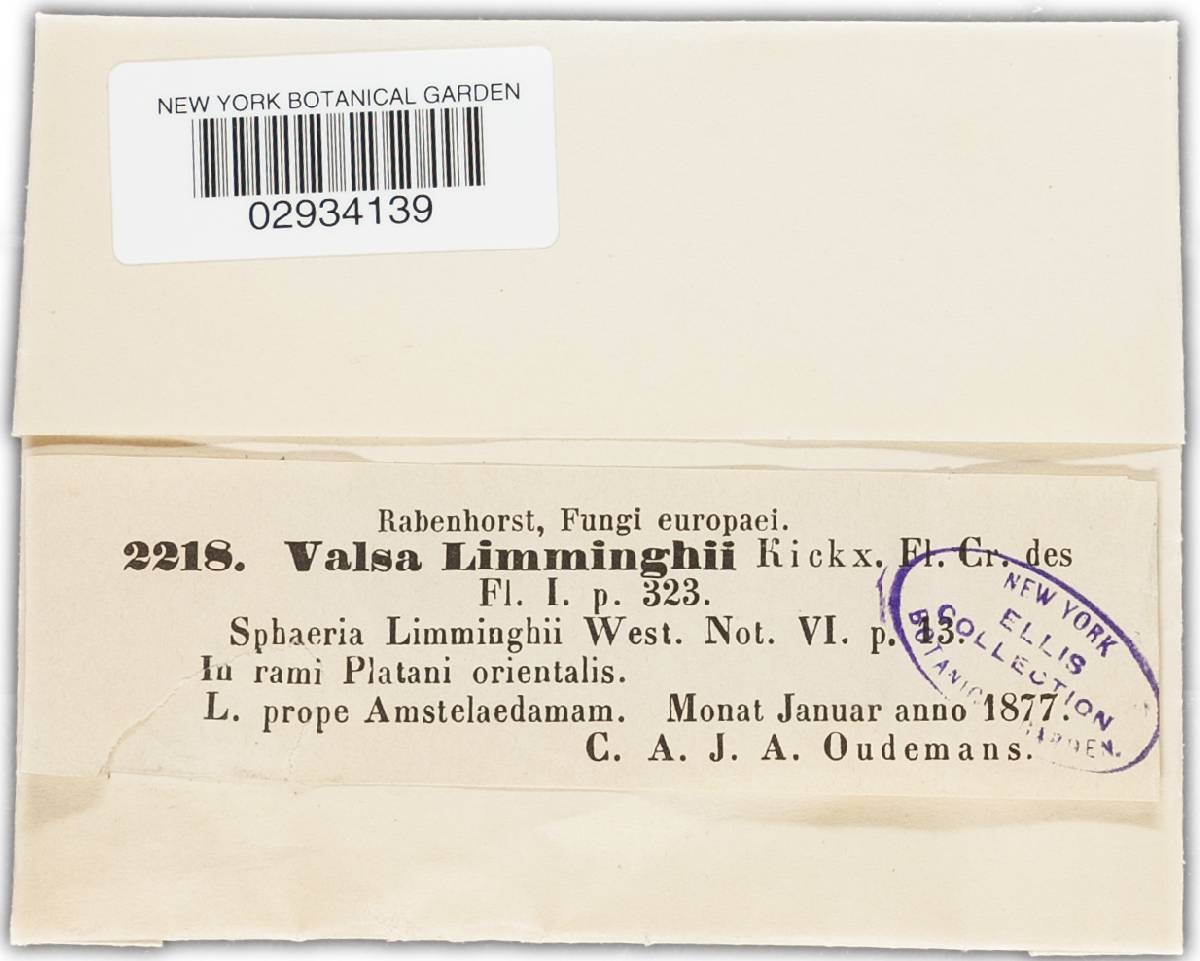 NEW YORK BOTANICAL GARDEN
02934139
Rabenhorst, Fungi europaei.
2218. Valsa Limminghii Kickx. Fl. Cr. des
Fl. I. p. 323.
Sphaeria Limminghii West. Not. VI. p. 13.
In rami Platani orientalis.
L. prope Amstelaedamam. Monat Januar anno 1877.
C. A. J. A. Oudemans.
NEW YORK
ELLIS
COLLECTION
BOTANIC GARDEN.